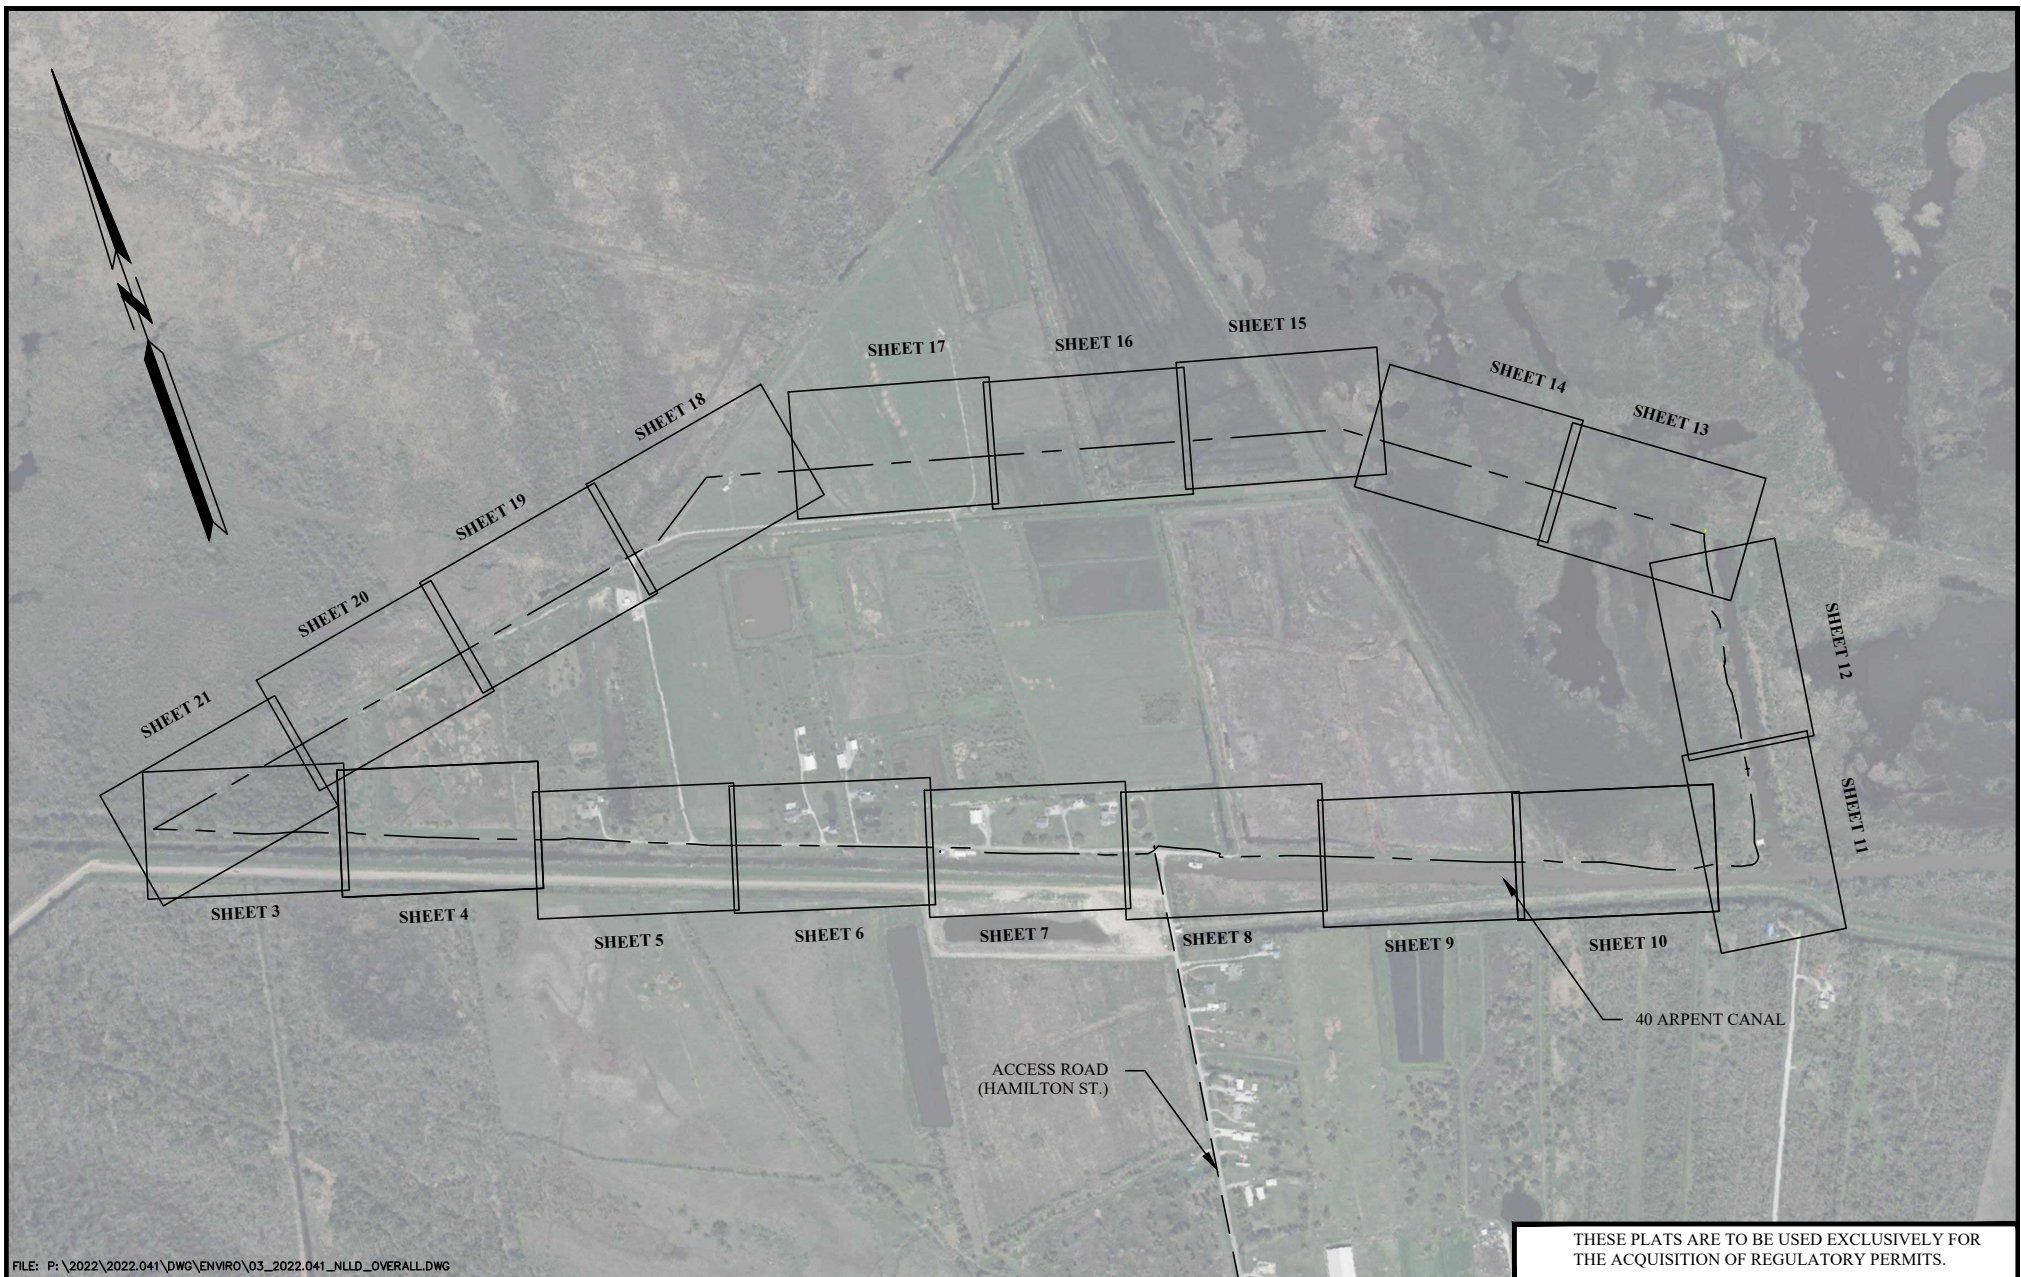 SHEET 15
SHEET 16
SHEET 17
SHEET 14
SHEET 18
SHEET 13
SHEET 19
SHEET 20
SHEET 12
SHEET 21
SHEET 11
SHEET 3
SHEET 4
SHEET 5
SHEET 6
SHEET 7
SHEET 8
SHEET 9
SHEET 10
40 ARPENT CANAL
ACCESS ROAD
(HAMILTON ST.)
THESE PLATS ARE TO BE USED EXCLUSIVELY FOR
THE ACQUISITION OF REGULATORY PERMITS.
FILE: P:\2022\2022.041\DWG\ENVIRO\03_2022.041_NLLD_OVERALL.DWG